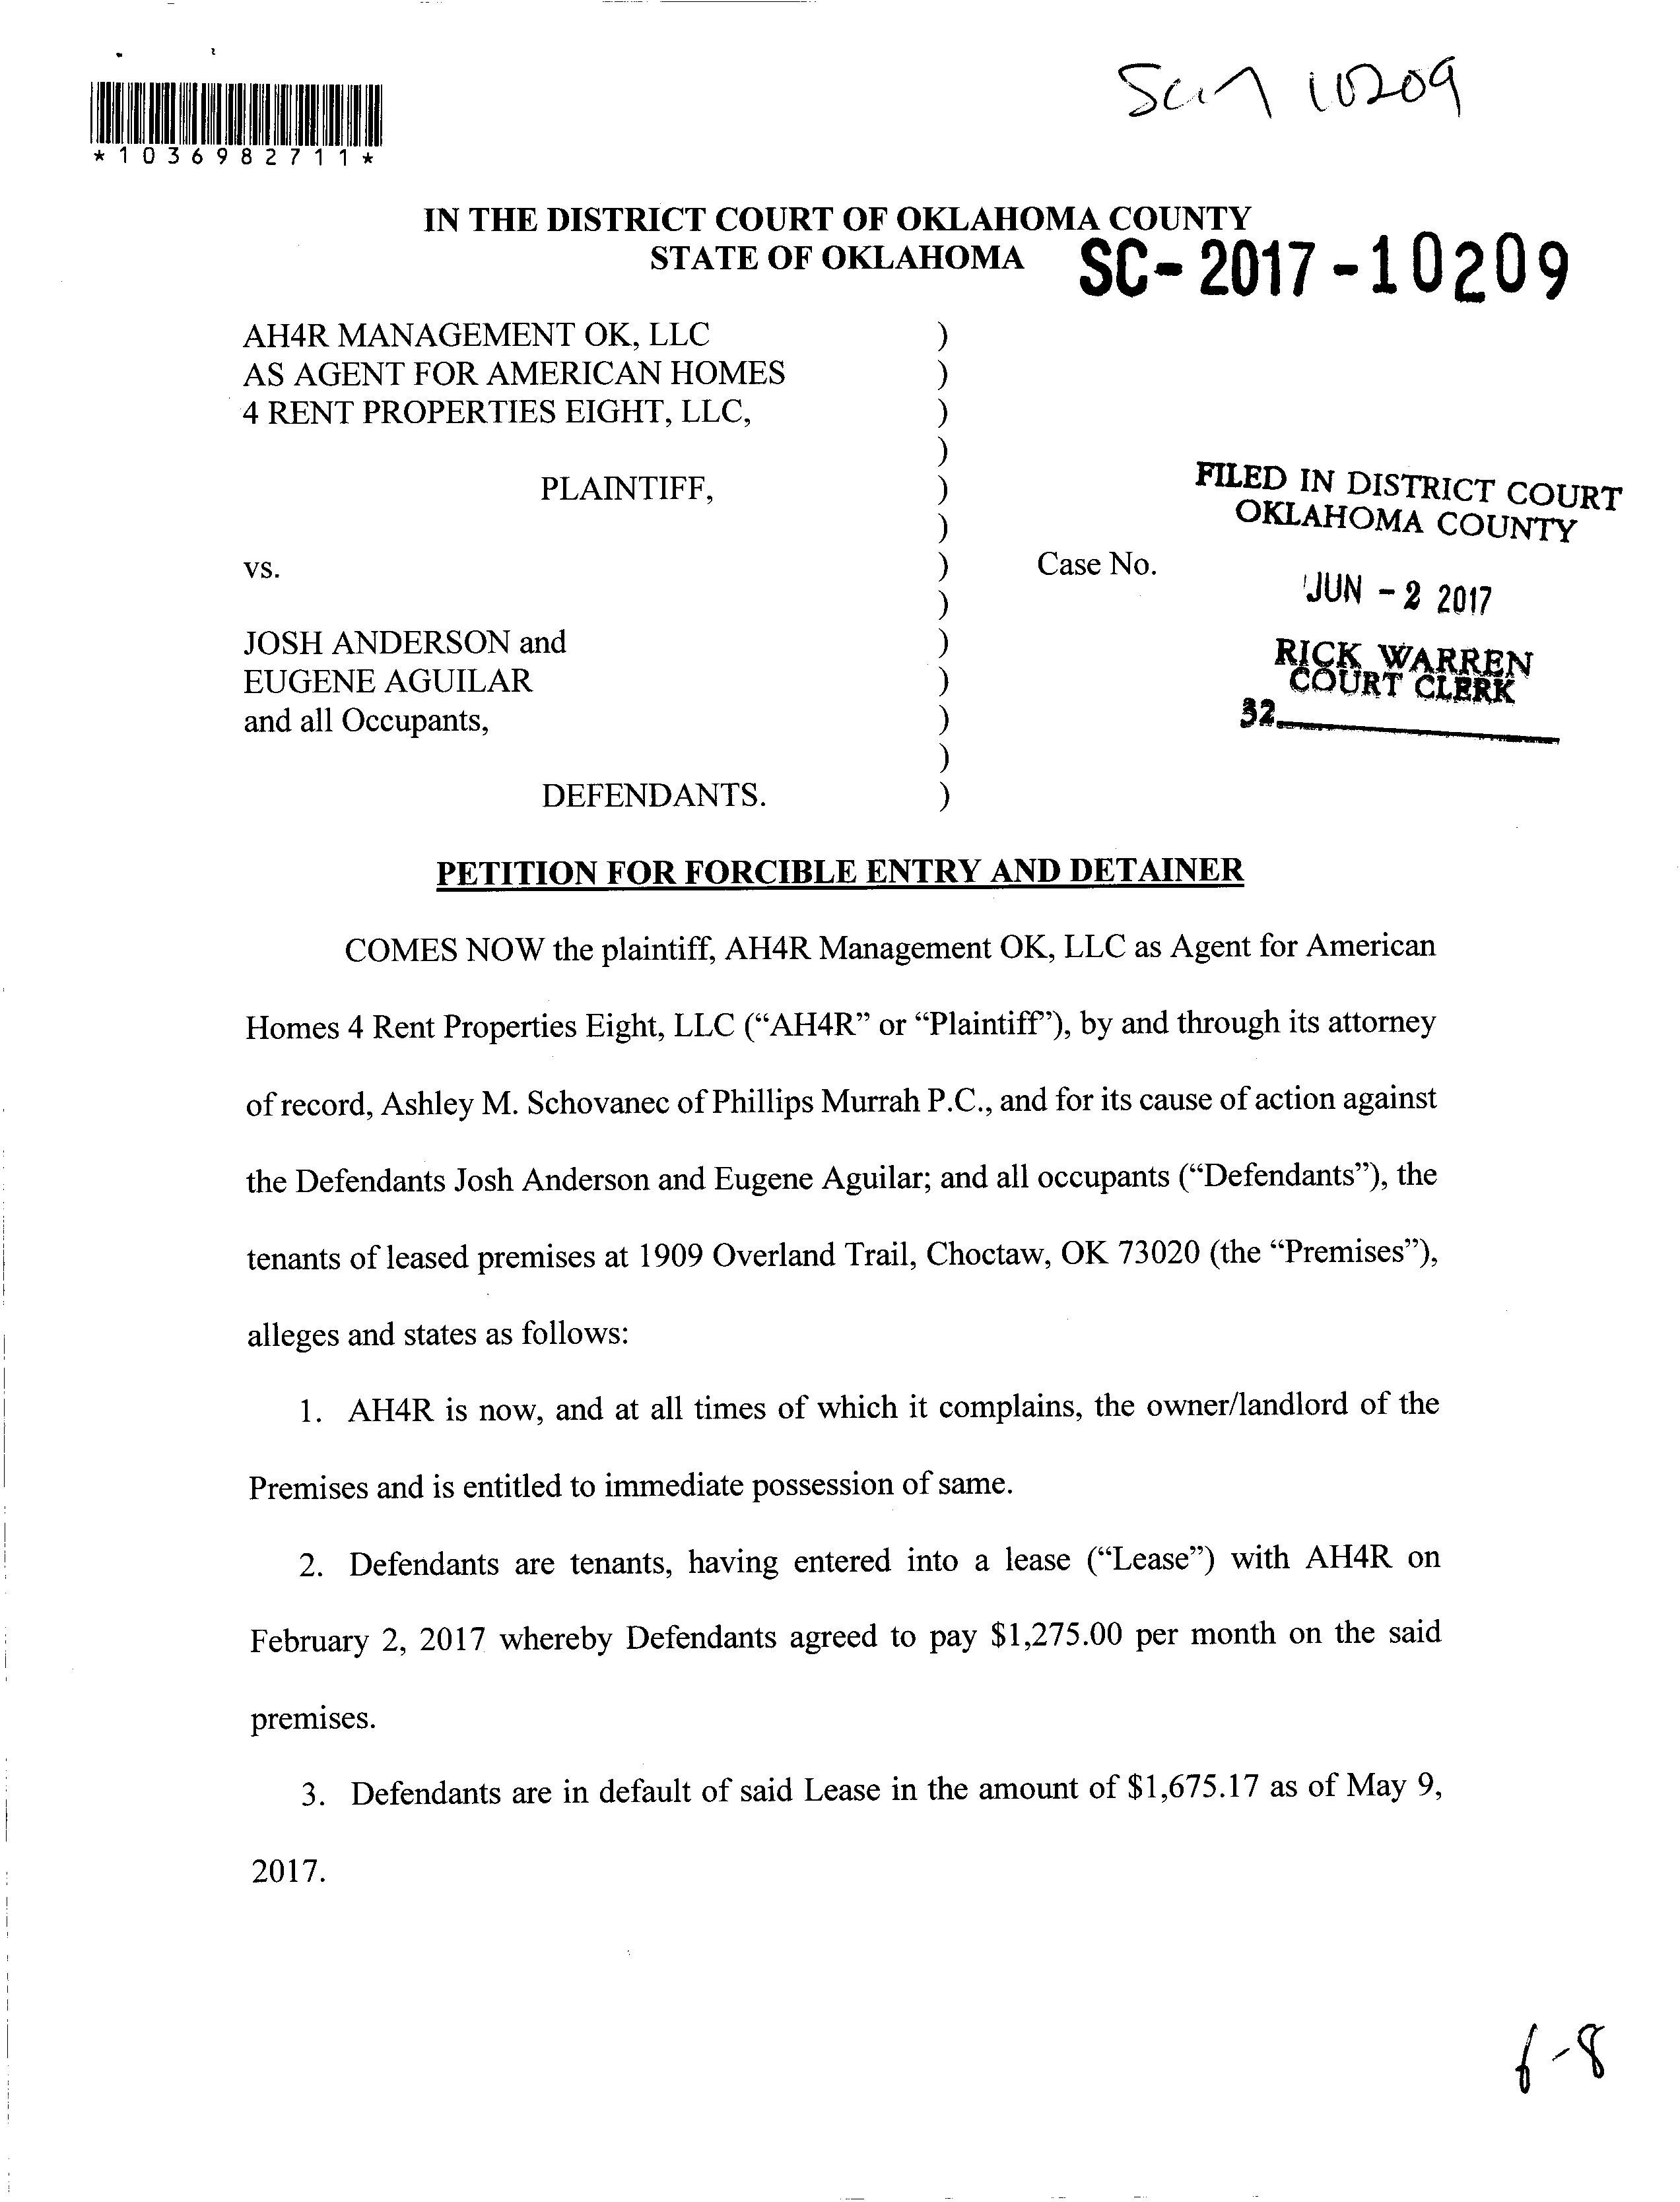 SC17 10209
*1036982711*
IN THE DISTRICT COURT OF OKLAHOMA COUNTY
STATE OF OKLAHOMA
SC-2017-10209
AH4R MANAGEMENT OK, LLC )
AS AGENT FOR AMERICAN HOMES )
4 RENT PROPERTIES EIGHT, LLC, )
)
PLAINTIFF, )
)
vs. ) Case No.
)
JOSH ANDERSON and )
EUGENE AGUILAR )
and all Occupants, )
)
DEFENDANTS. )
FILED IN DISTRICT COURT
OKLAHOMA COUNTY
JUN - 2 2017
RICK WARREN
COURT CLERK
32
PETITION FOR FORCIBLE ENTRY AND DETAINER
COMES NOW the plaintiff, AH4R Management OK, LLC as Agent for American
Homes 4 Rent Properties Eight, LLC (“AH4R” or “Plaintiff”), by and through its attorney
of record, Ashley M. Schovanec of Phillips Murrah P.C., and for its cause of action against
the Defendants Josh Anderson and Eugene Aguilar; and all occupants (“Defendants”), the
tenants of leased premises at 1909 Overland Trail, Choctaw, OK 73020 (the “Premises”),
alleges and states as follows:
1. AH4R is now, and at all times of which it complains, the owner/landlord of the
Premises and is entitled to immediate possession of same.
2. Defendants are tenants, having entered into a lease (“Lease”) with AH4R on
February 2, 2017 whereby Defendants agreed to pay $1,275.00 per month on the said
premises.
3. Defendants are in default of said Lease in the amount of $1,675.17 as of May 9,
2017.
6-8